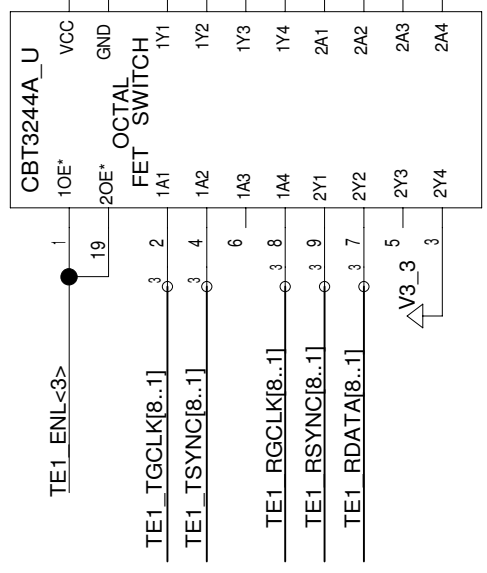 CBT3244A_U
OCTAL
FET SWITCH
1OE*
VCC
2OE*
GND
1A1
1Y1
1A2
1Y2
1A3
1Y3
1A4
1Y4
2Y1
2A1
2Y2
2A2
2Y3
2A3
2Y4
2A4
TE1_ENL<3>
1
19
TE1_TGCLK[8..1]
3
2
TE1_TSYNC[8..1]
3
4
6
TE1_RGCLK[8..1]
3
8
TE1_RSYNC[8..1]
3
9
TE1_RDATA[8..1]
3
7
5
V3_3
3